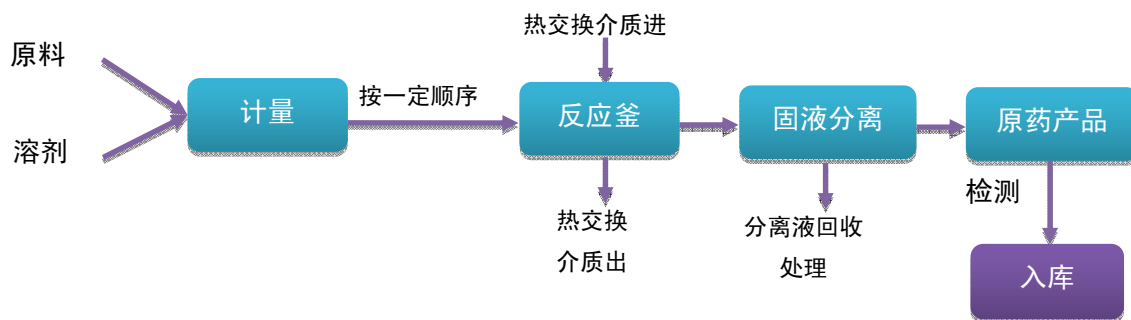 热交换介质进
原料
计量
按一定顺序
反应釜
固液分离
原药产品
溶剂
检测
热交换
介质出
分离液回收
处理
入库